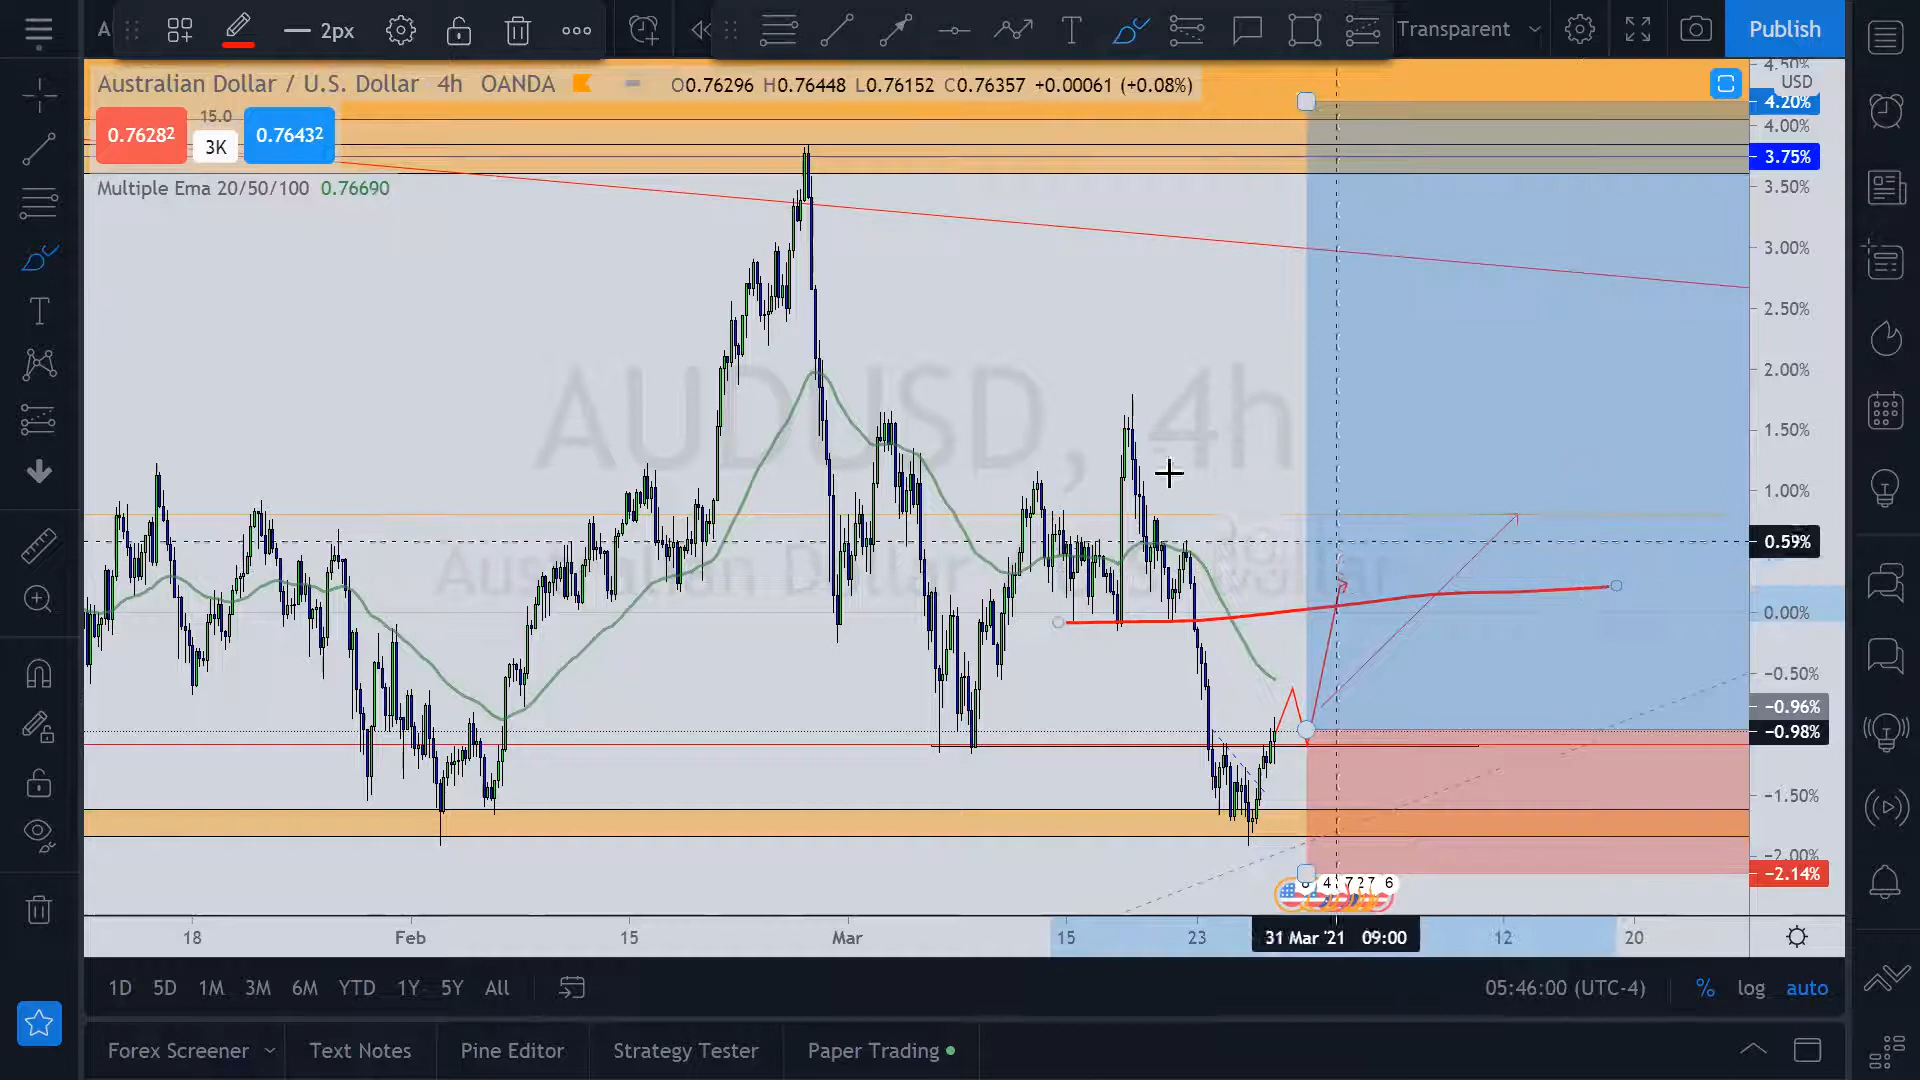 A 2px Transparent Publish
Australian Dollar / U.S. Dollar 4h OANDA O0.76296 H0.76448 L0.76152 C0.76357 +0.00061 (+0.08%)
0.76282 15.0 3K 0.76432
Multiple Ema 20/50/100 0.76690
AUDUSD, 4h
Australian Dollar
4.50%
USD
4.20%
4.00%
3.75%
3.50%
3.00%
2.50%
2.00%
1.50%
1.00%
0.59%
0.00%
−0.50%
−0.96%
−0.98%
−1.50%
−2.00%
−2.14%
18 Feb 15 Mar 15 23 31 Mar '21 09:00 12 20
1D 5D 1M 3M 6M YTD 1Y 5Y All 05:46:00 (UTC-4) % log auto
Forex Screener Text Notes Pine Editor Strategy Tester Paper Trading